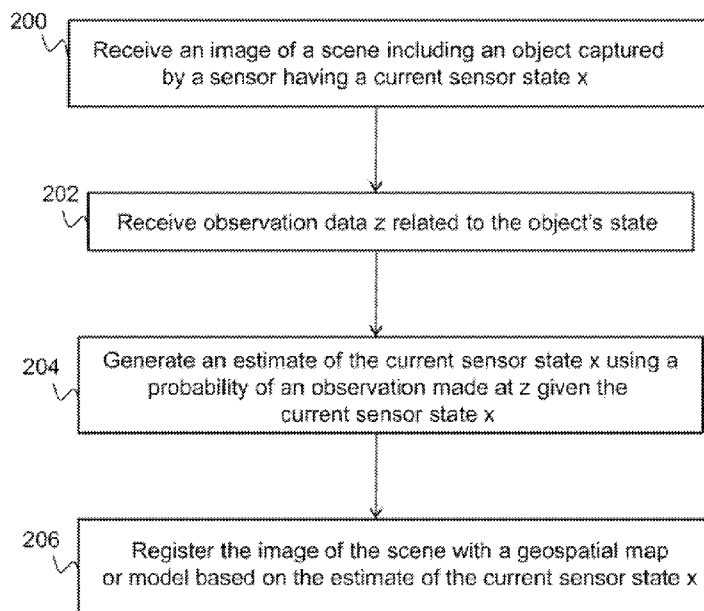 200
Receive an image of a scene including an object captured
by a sensor having a current sensor state x
202
Receive observation data z related to the object's state
204
Generate an estimate of the current sensor state x using a
probability of an observation made at z given the
current sensor state x
206
Register the image of the scene with a geospatial map
or model based on the estimate of the current sensor state x